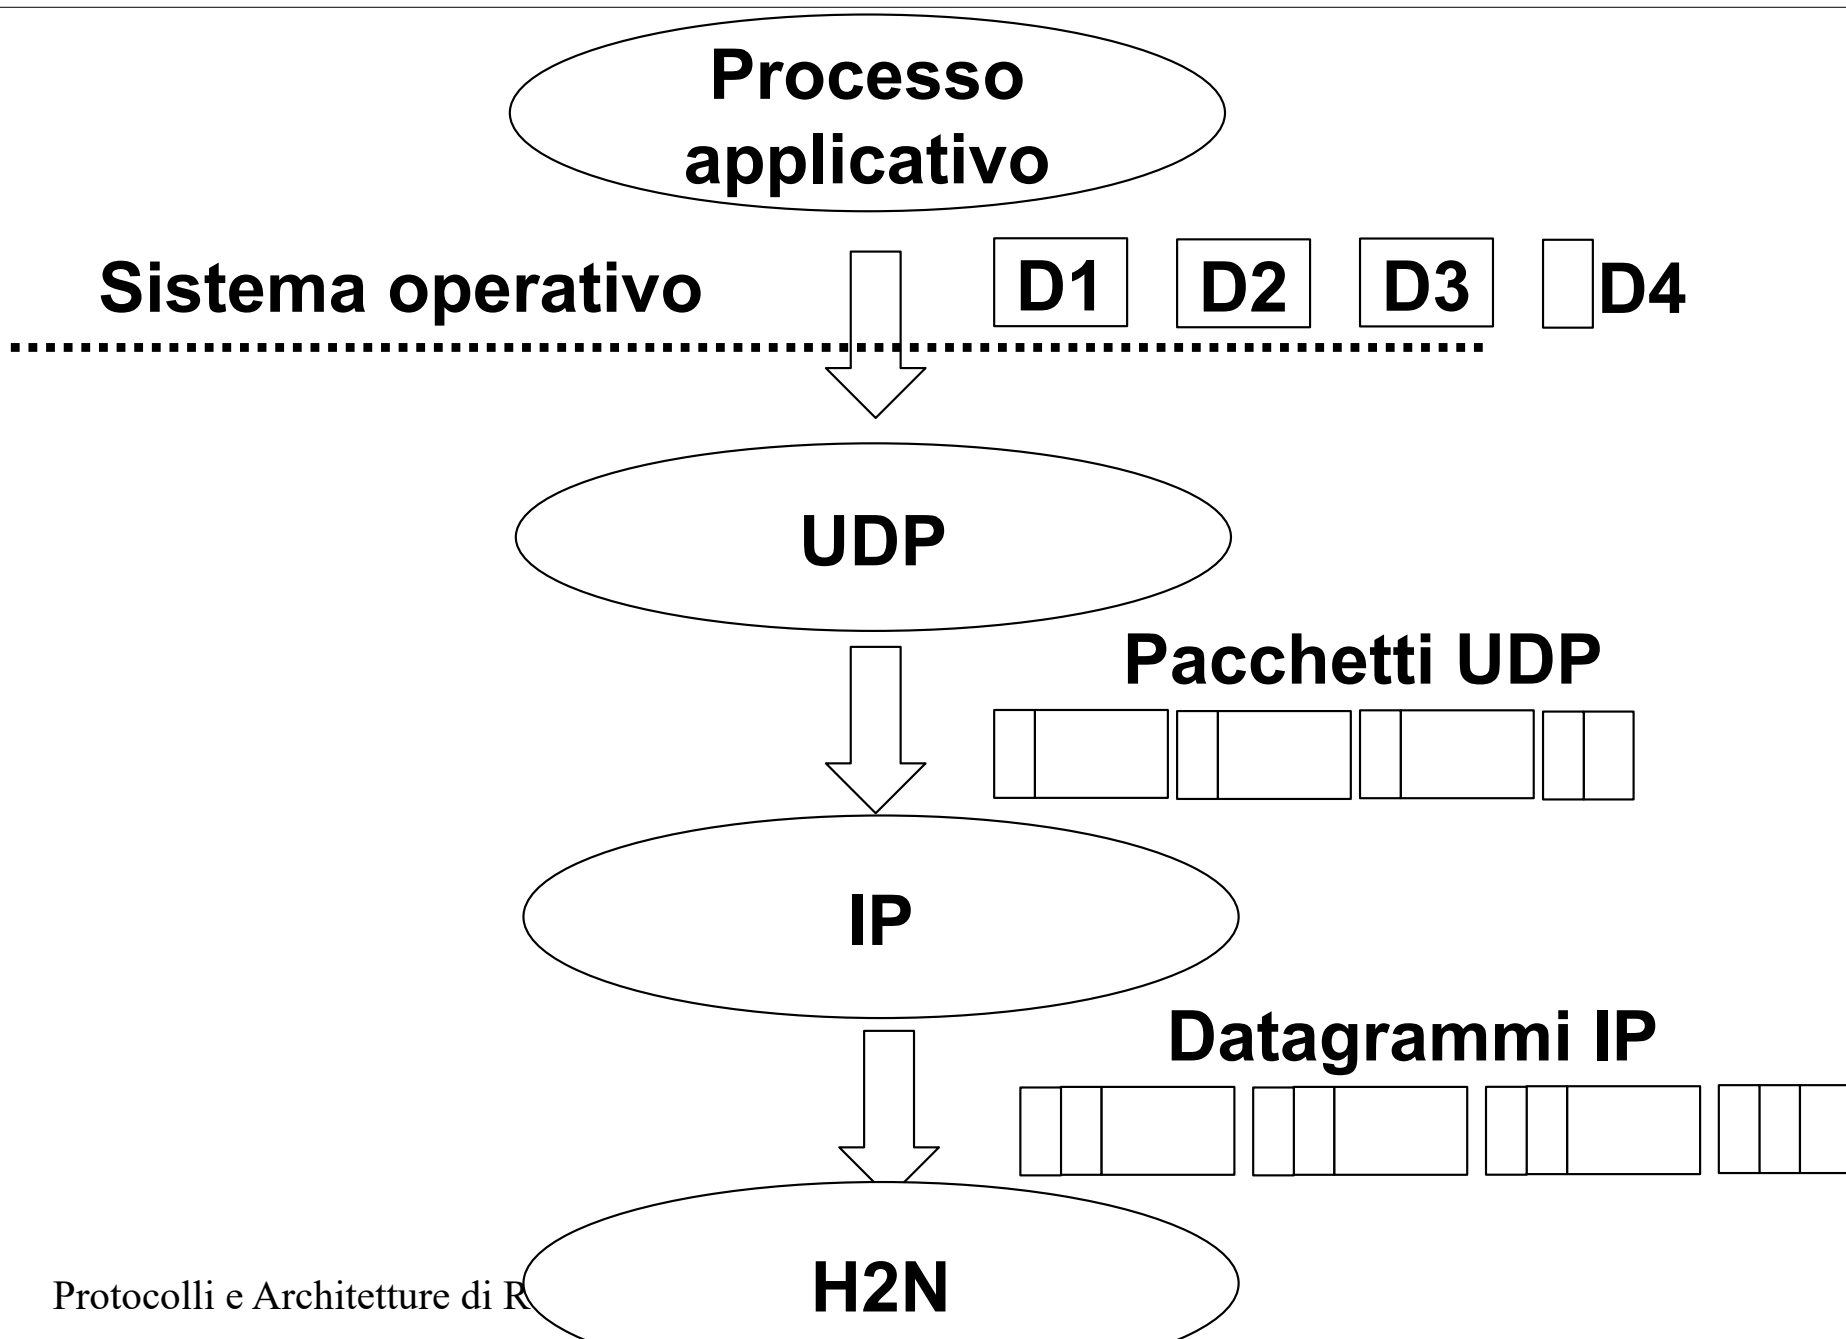 Processo
applicativo
Sistema operativo
D1 D2 D3 D4
UDP
Pacchetti UDP
IP
Datagrammi IP
H2N
Protocolli e Architetture di R